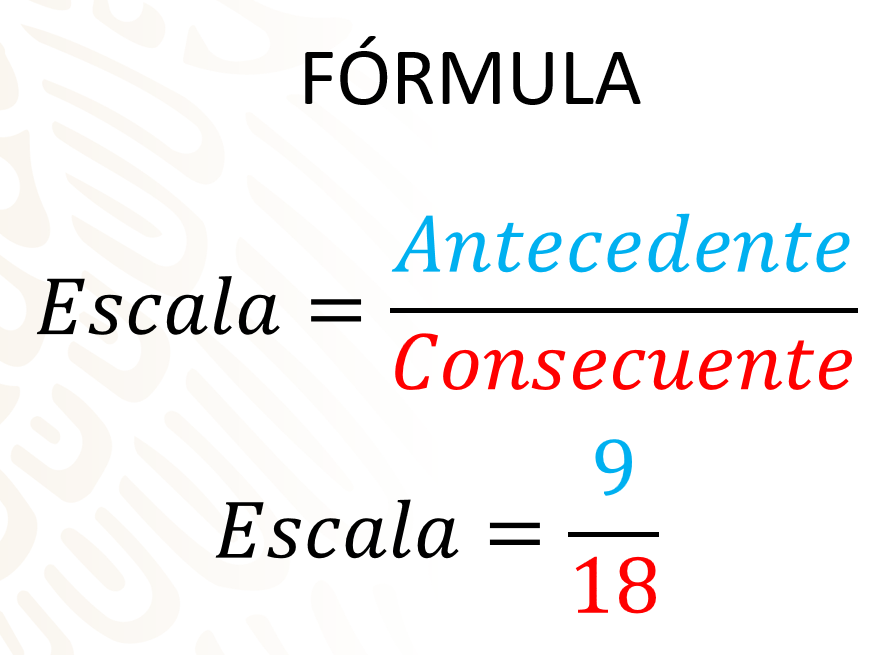 FÓRMULA
Escala = Antecedente / Consecuente
Escala = 9 / 18